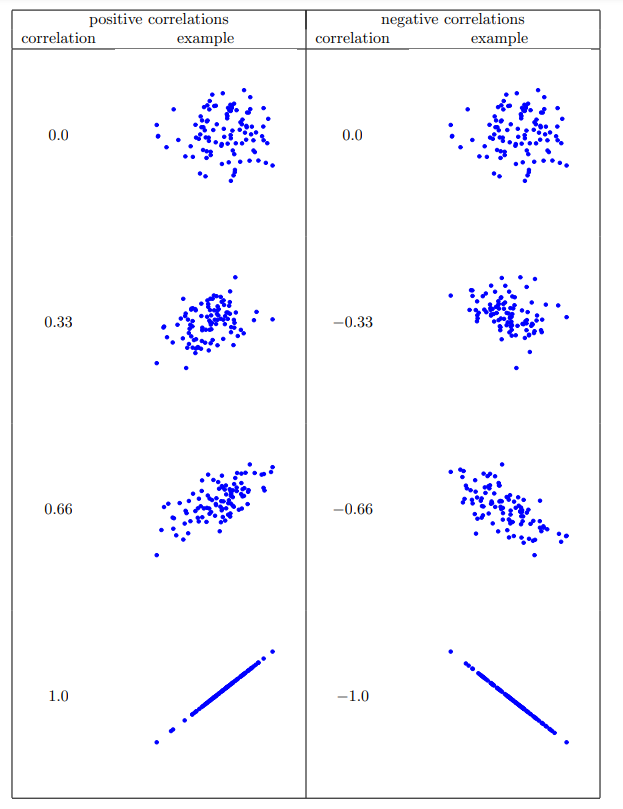 positive correlations negative correlations
correlation example correlation example
0.0 0.0
0.33 −0.33
0.66 −0.66
1.0 −1.0